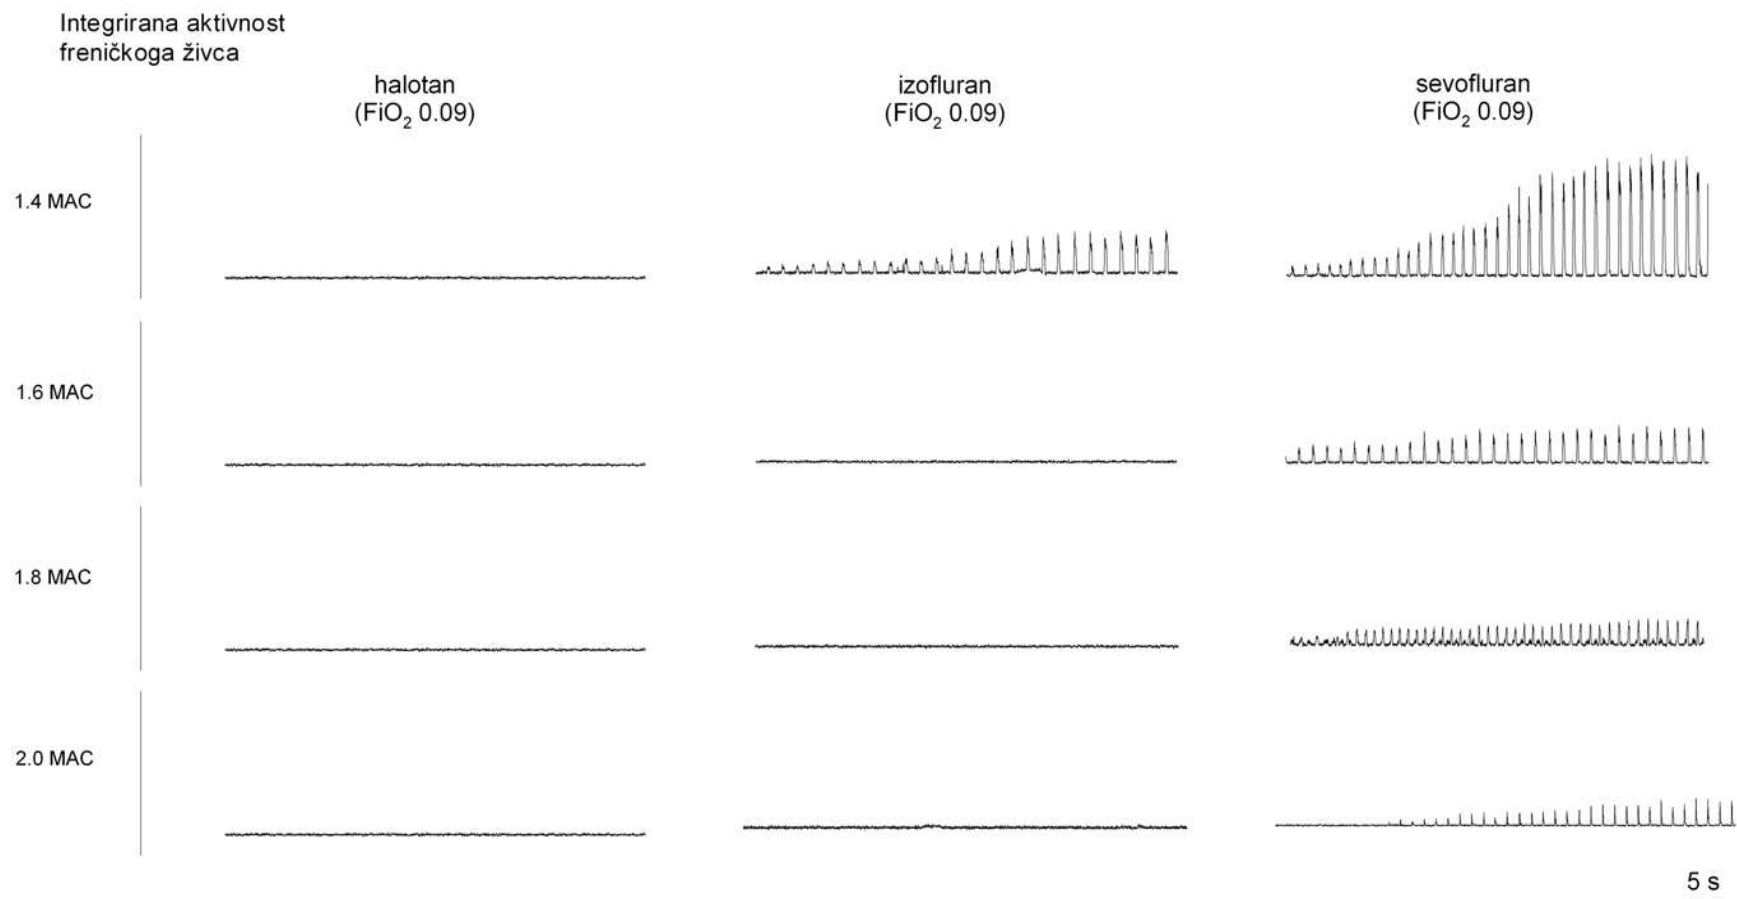 Integrirana aktivnost
freničkoga živca
halotan
(FiO₂ 0.09)
izofluran
(FiO₂ 0.09)
sevofluran
(FiO₂ 0.09)
1.4 MAC
1.6 MAC
1.8 MAC
2.0 MAC
5 s